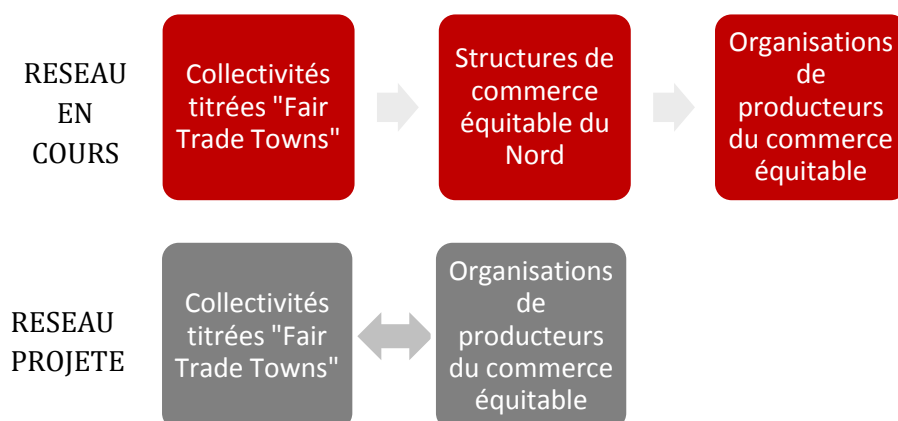 RESEAU
EN
COURS
Collectivités
titrées "Fair
Trade Towns"
Structures de
commerce
équitable du
Nord
Organisations
de
producteurs
du commerce
équitable
RESEAU
PROJETE
Collectivités
titrées "Fair
Trade Towns"
Organisations
de
producteurs
du commerce
équitable